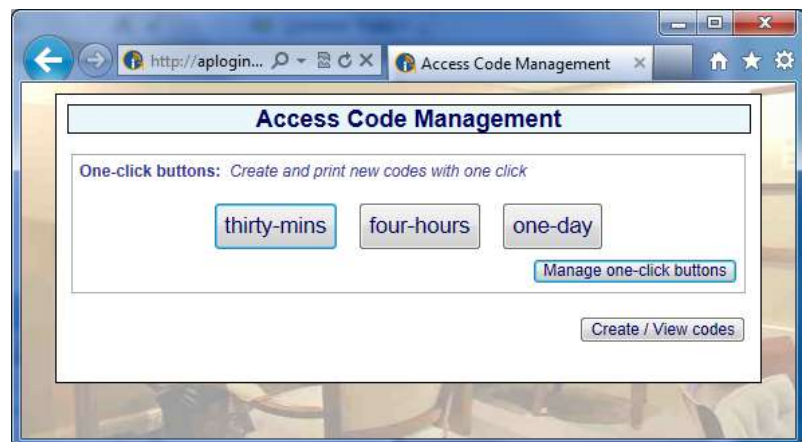 http://aplogin...
Access Code Management
Access Code Management
One-click buttons: Create and print new codes with one click
thirty-mins four-hours one-day
Manage one-click buttons
Create / View codes